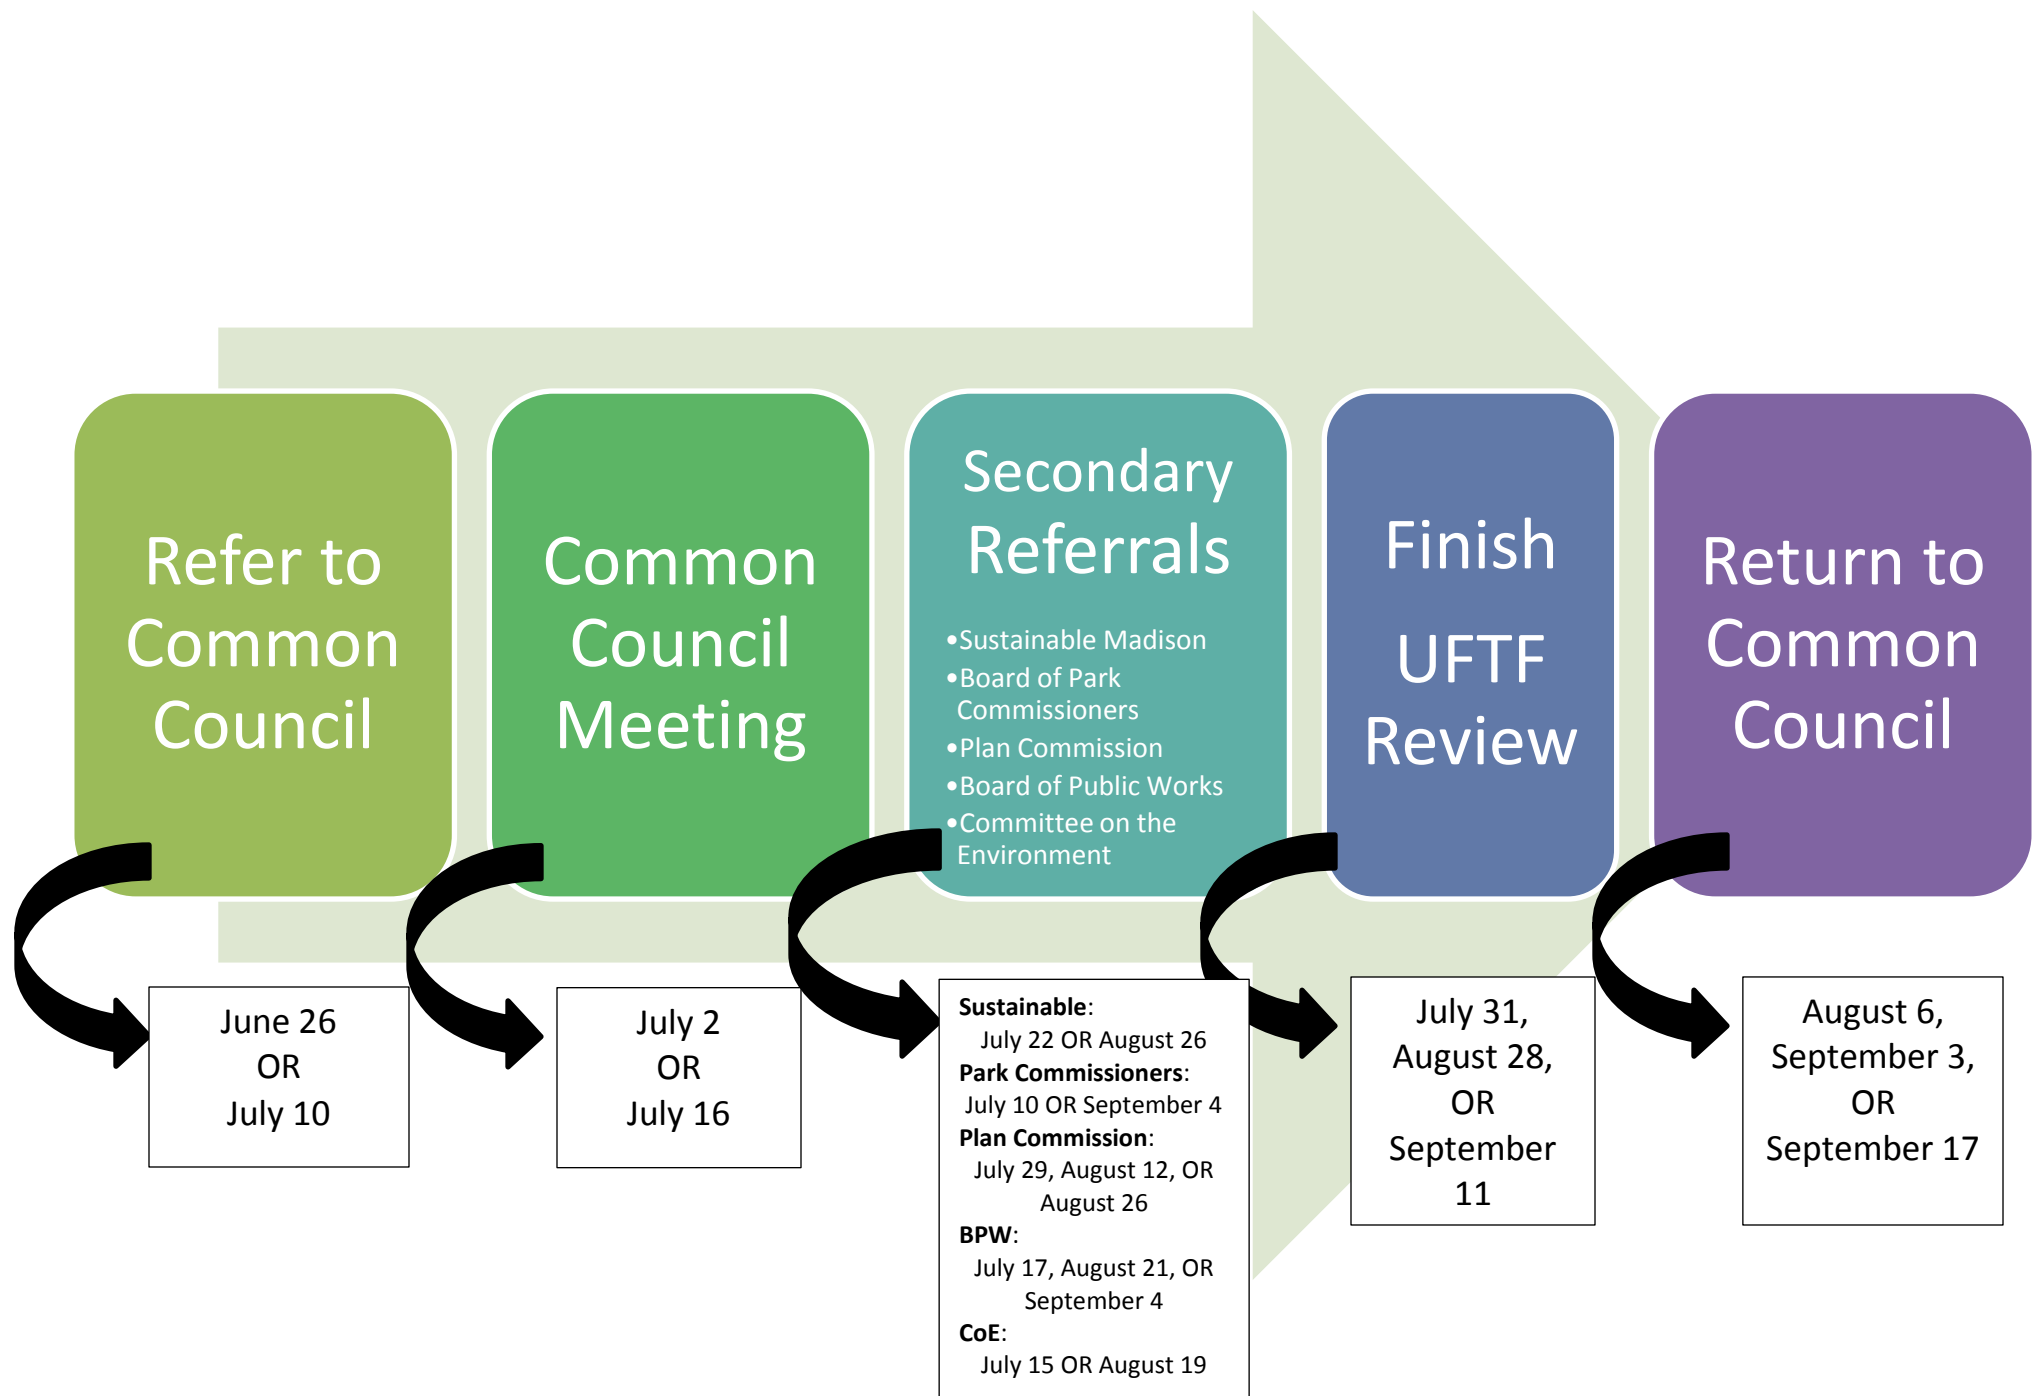 Refer to
Common
Council
Common
Council
Meeting
Secondary
Referrals
•Sustainable Madison
•Board of Park
Commissioners
•Plan Commission
•Board of Public Works
•Committee on the
Environment
Finish
UFTF
Review
Return to
Common
Council
June 26
OR
July 10
July 2
OR
July 16
Sustainable:
July 22 OR August 26
Park Commissioners:
July 10 OR September 4
Plan Commission:
July 29, August 12, OR
August 26
BPW:
July 17, August 21, OR
September 4
CoE:
July 15 OR August 19
July 31,
August 28,
OR
September
11
August 6,
September 3,
OR
September 17